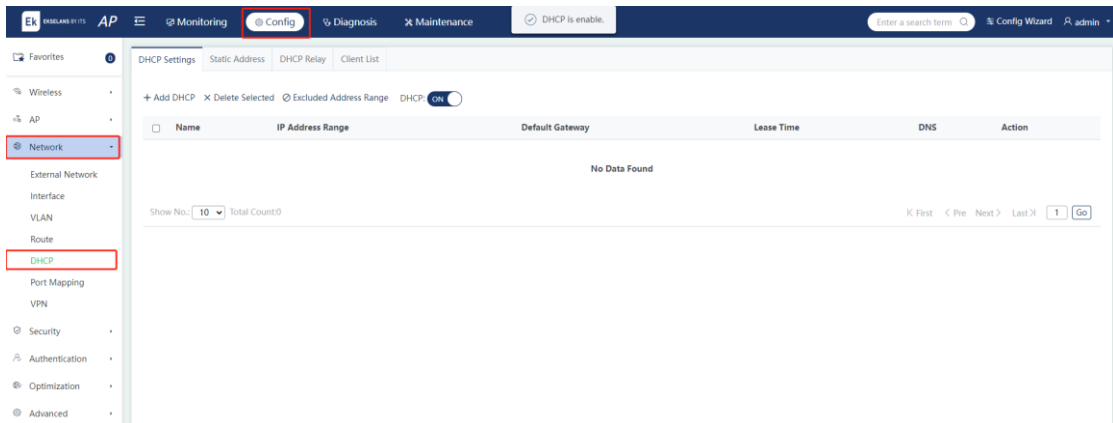 Ek EKSELANS BY ITS AP Monitoring Config Diagnosis Maintenance DHCP is enable. Enter a search term Config Wizard admin
Favorites 0
Wireless
AP
Network
External Network
Interface
VLAN
Route
DHCP
Port Mapping
VPN
Security
Authentication
Optimization
Advanced
DHCP Settings Static Address DHCP Relay Client List
+ Add DHCP X Delete Selected Excluded Address Range DHCP: ON
Name IP Address Range Default Gateway Lease Time DNS Action
No Data Found
Show No.: 10 Total Count:0 First Pre Next Last 1 Go